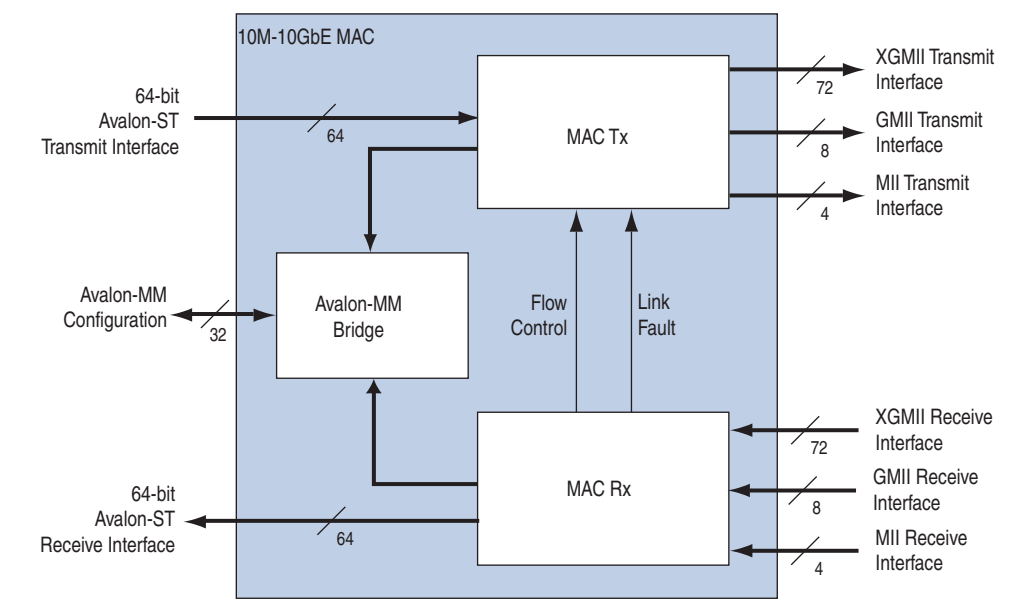 10M-10GbE MAC
64-bit
Avalon-ST
Transmit Interface
64
MAC Tx
72
XGMII Transmit
Interface
8
GMII Transmit
Interface
4
MII Transmit
Interface
Avalon-MM
Configuration
32
Avalon-MM
Bridge
Flow
Control
Link
Fault
64-bit
Avalon-ST
Receive Interface
64
MAC Rx
72
XGMII Receive
Interface
8
GMII Receive
Interface
4
MII Receive
Interface